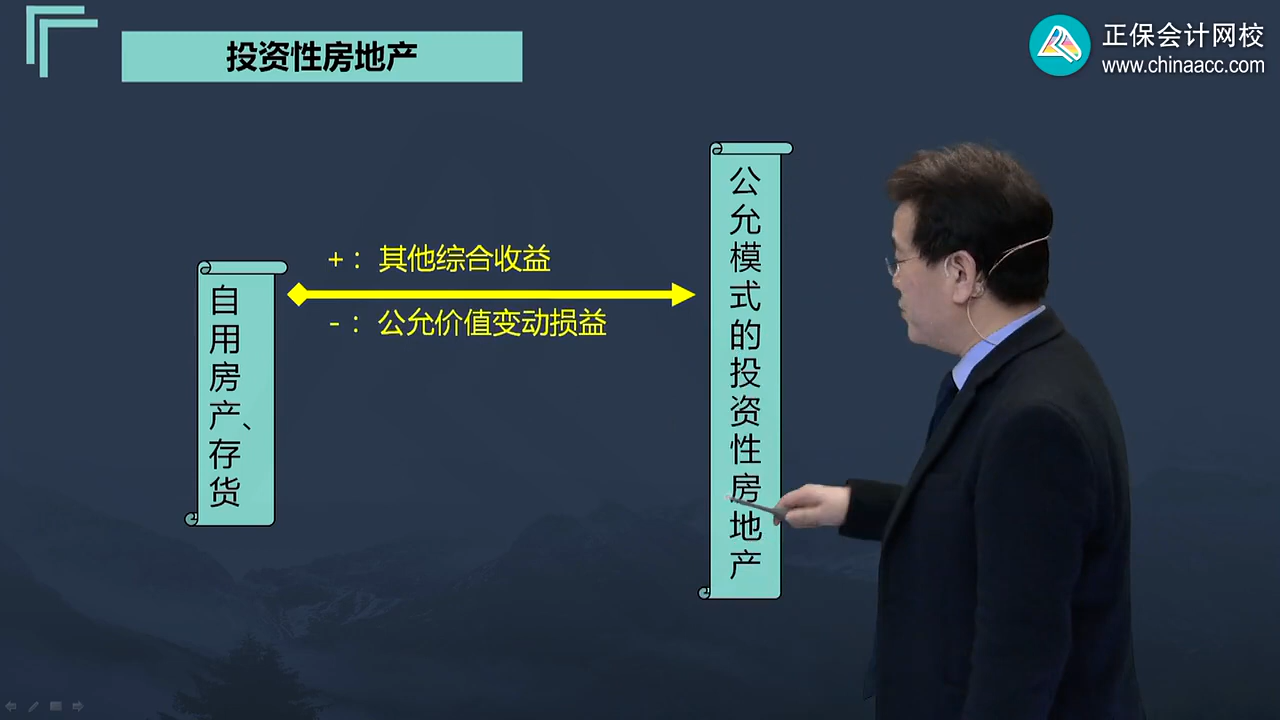 投资性房地产
正保会计网校
www.chinaacc.com
+：其他综合收益
-：公允价值变动损益
自用房产、存货
公允模式的投资性房地产